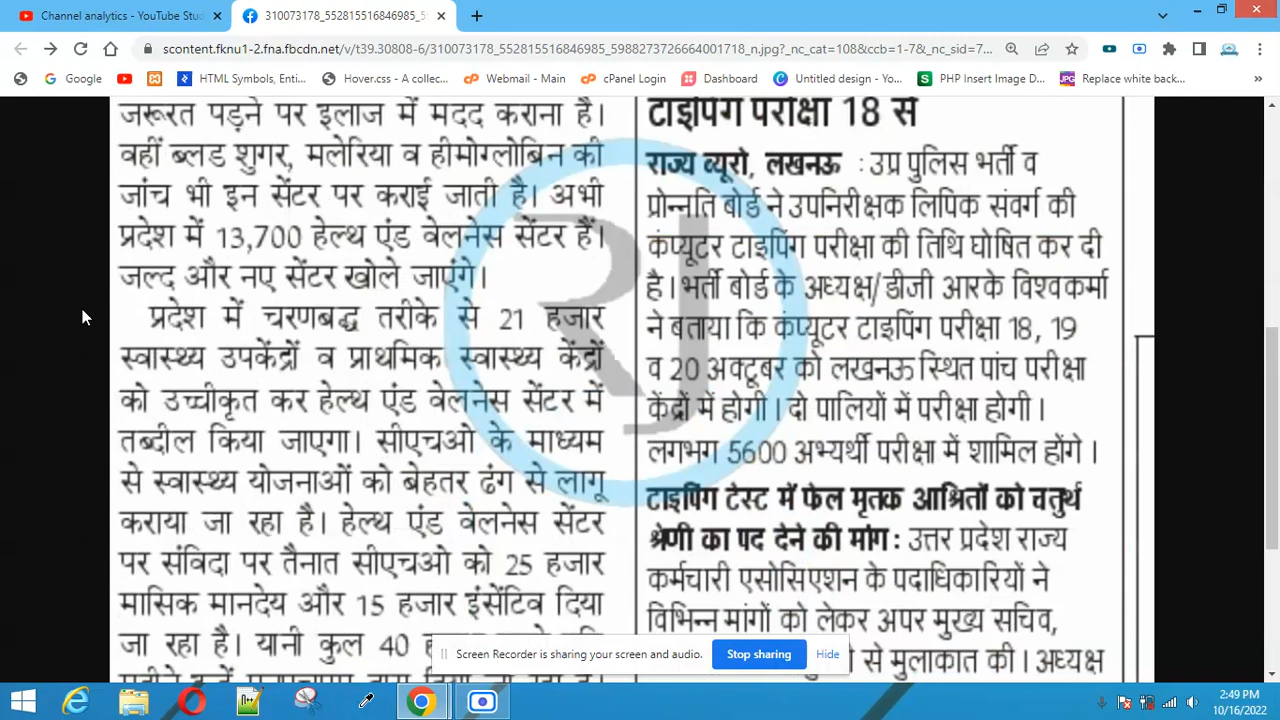 Channel analytics - YouTube Stud
310073178_552815516846985_5
scontent.fknu1-2.fna.fbcdn.net/v/t39.30808-6/310073178_552815516846985_5988273726664001718_n.jpg?_nc_cat=108&ccb=1-7&_nc_sid=7...
Google
HTML Symbols, Enti...
Hover.css - A collec...
Webmail - Main
cPanel Login
Dashboard
Untitled design - Yo...
PHP Insert Image D...
Replace white back...
जरूरत पड़ने पर इलाज में मदद कराना है।
वहीं ब्लड शुगर, मलेरिया व हीमोग्लोबिन की
जांच भी इन सेंटर पर कराई जाती है। अभी
प्रदेश में 13,700 हेल्थ एंड वेलनेस सेंटर हैं।
जल्द और नए सेंटर खोले जाएंगे।
प्रदेश में चरणबद्ध तरीके से 21 हजार
स्वास्थ्य उपकेंद्रों व प्राथमिक स्वास्थ्य केंद्रों
को उच्चीकृत कर हेल्थ एंड वेलनेस सेंटर में
तब्दील किया जाएगा। सीएचओ के माध्यम
से स्वास्थ्य योजनाओं को बेहतर ढंग से लागू
कराया जा रहा है। हेल्थ एंड वेलनेस सेंटर
पर संविदा पर तैनात सीएचओ को 25 हजार
मासिक मानदेय और 15 हजार इंसेंटिव दिया
जा रहा है। यानी कुल 40
टाइपिंग परीक्षा 18 से
राज्य ब्यूरो, लखनऊ : उप्र पुलिस भर्ती व
प्रोन्नति बोर्ड ने उपनिरीक्षक लिपिक संवर्ग की
कंप्यूटर टाइपिंग परीक्षा की तिथि घोषित कर दी
है। भर्ती बोर्ड के अध्यक्ष/डीजी आरके विश्वकर्मा
ने बताया कि कंप्यूटर टाइपिंग परीक्षा 18, 19
व 20 अक्टूबर को लखनऊ स्थित पांच परीक्षा
केंद्रों में होगी। दो पालियों में परीक्षा होगी।
लगभग 5600 अभ्यर्थी परीक्षा में शामिल होंगे।
टाइपिंग टेस्ट में फेल मृतक आश्रितों को चतुर्थ
श्रेणी का पद देने की मांग : उत्तर प्रदेश राज्य
कर्मचारी एसोसिएशन के पदाधिकारियों ने
विभिन्न मांगों को लेकर अपर मुख्य सचिव,
से मुलाकात की। अध्यक्ष
RJ
Screen Recorder is sharing your screen and audio.
Stop sharing
Hide
2:49 PM
10/16/2022